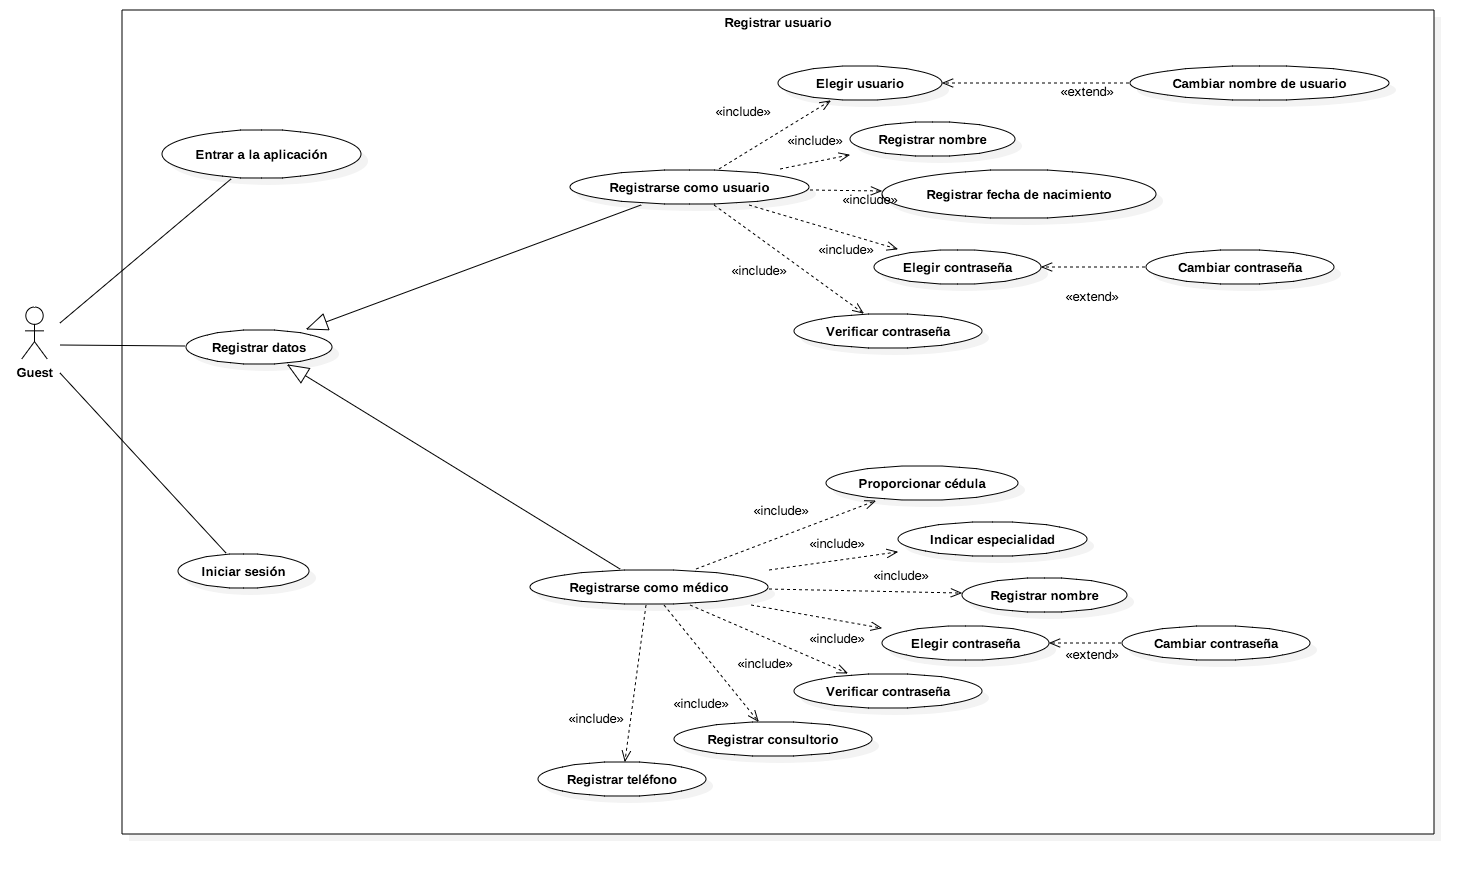 Registrar usuario
Elegir usuario
«extend»
Cambiar nombre de usuario
«include»
«include»
Registrar nombre
Entrar a la aplicación
Registrarse como usuario
«include»
Registrar fecha de nacimiento
«include»
Elegir contraseña
Cambiar contraseña
«include»
«extend»
Verificar contraseña
Registrar datos
Guest
Proporcionar cédula
«include»
Indicar especialidad
«include»
Iniciar sesión
Registrarse como médico
«include»
Registrar nombre
«include»
Elegir contraseña
Cambiar contraseña
«extend»
«include»
Verificar contraseña
«include»
«include»
Registrar consultorio
Registrar teléfono